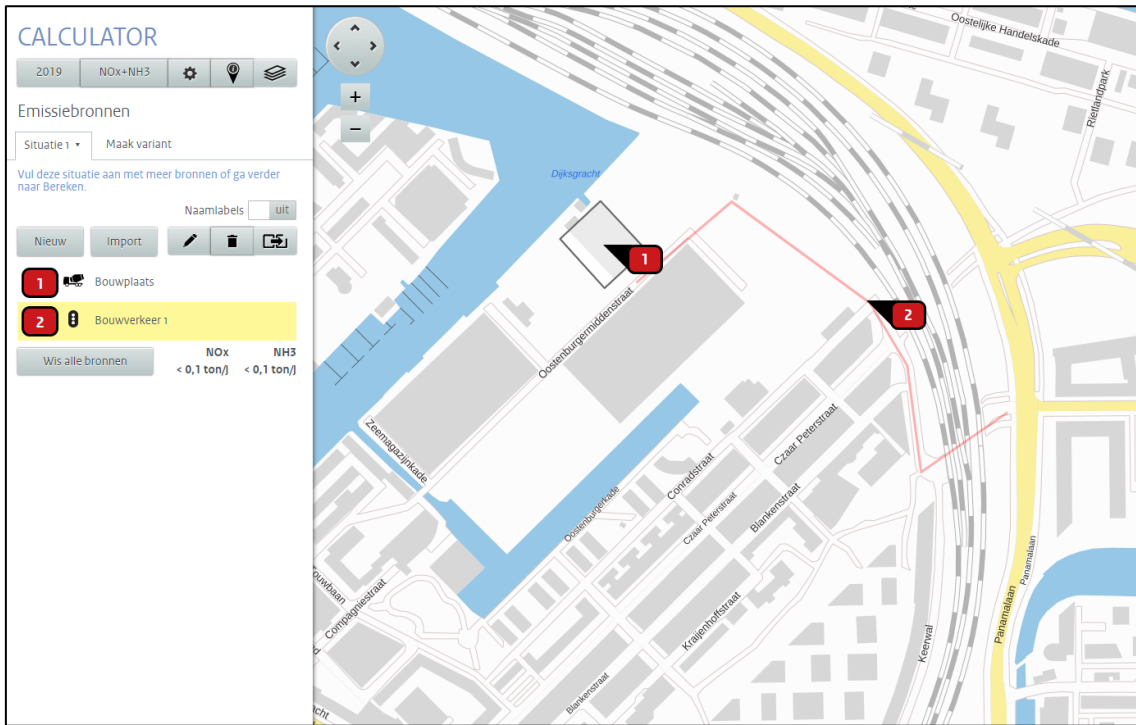 CALCULATOR
2019
NOx+NH3
Emissiebronnen
Situatie 1
Maak variant
Vul deze situatie aan met meer bronnen of ga verder
naar Bereken.
Naamlabels
uit
Nieuw
Import
1
Bouwplaats
2
Bouwverkeer 1
Wis alle bronnen
NOx
NH3
< 0,1 ton/J
< 0,1 ton/J
+
−
Oostelijke Handelskade
Rietlandpark
Dijksgracht
1
2
Oostenburgermiddenstraat
Zeemagazijnkade
Czaar Peterstraat
Conradstraat
Blankenstraat
Oostenburgerkade
Czaar Peterstraat
Touwbaan
Compagniestraat
Kraijenhoffstraat
Blankenstraat
Keerwal
Panamalaan
Panamalaan